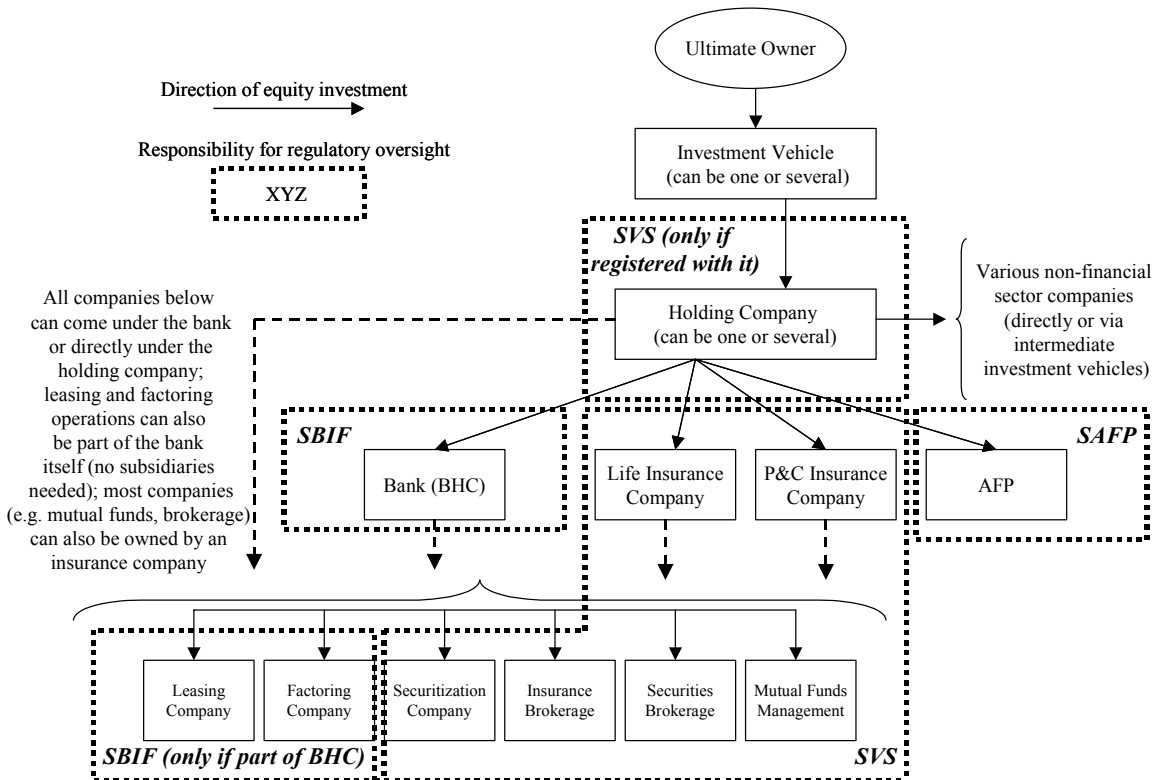 Ultimate Owner
Direction of equity investment
Responsibility for regulatory oversight
XYZ
Investment Vehicle
(can be one or several)
SVS (only if
registered with it)
Holding Company
(can be one or several)
Various non-financial
sector companies
(directly or via
intermediate
investment vehicles)
All companies below
can come under the bank
or directly under the
holding company;
leasing and factoring
operations can also
be part of the bank
itself (no subsidiaries
needed); most companies
(e.g. mutual funds, brokerage)
can also be owned by an
insurance company
SBIF
Bank (BHC)
Life Insurance
Company
P&C Insurance
Company
SAFP
AFP
Leasing
Company
Factoring
Company
Securitization
Company
Insurance
Brokerage
Securities
Brokerage
Mutual Funds
Management
SBIF (only if part of BHC)
SVS